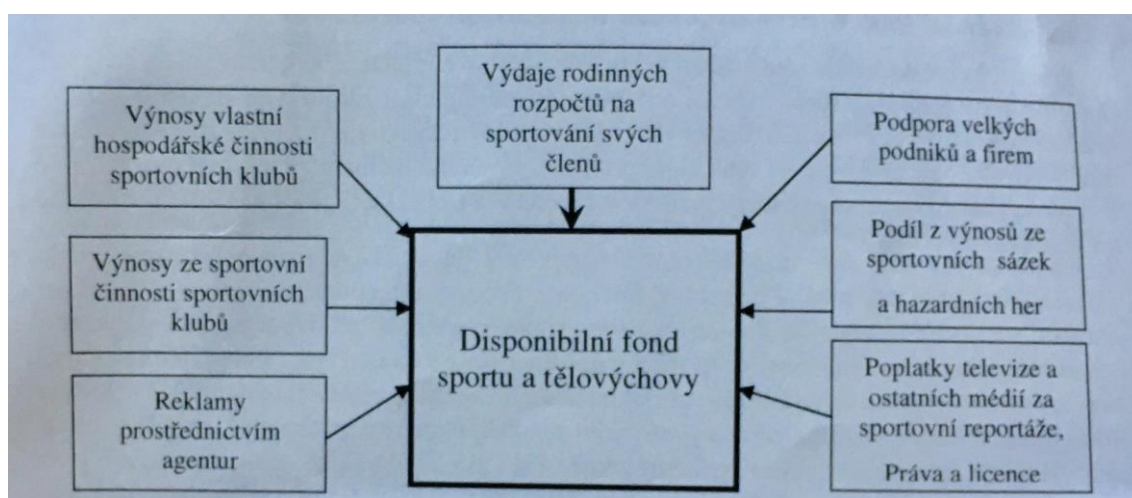 Výdaje rodinných
rozpočtů na
sportování svých
členů
Výnosy vlastní
hospodářské činnosti
sportovních klubů
Podpora velkých
podniků a firem
Výnosy ze sportovní
činnosti sportovních
klubů
Podíl z výnosů ze
sportovních sázek
a hazardních her
Disponibilní fond
sportu a tělovýchovy
Reklamy
prostřednictvím
agentur
Poplatky televize a
ostatních médií za
sportovní reportáže,
Práva a licence